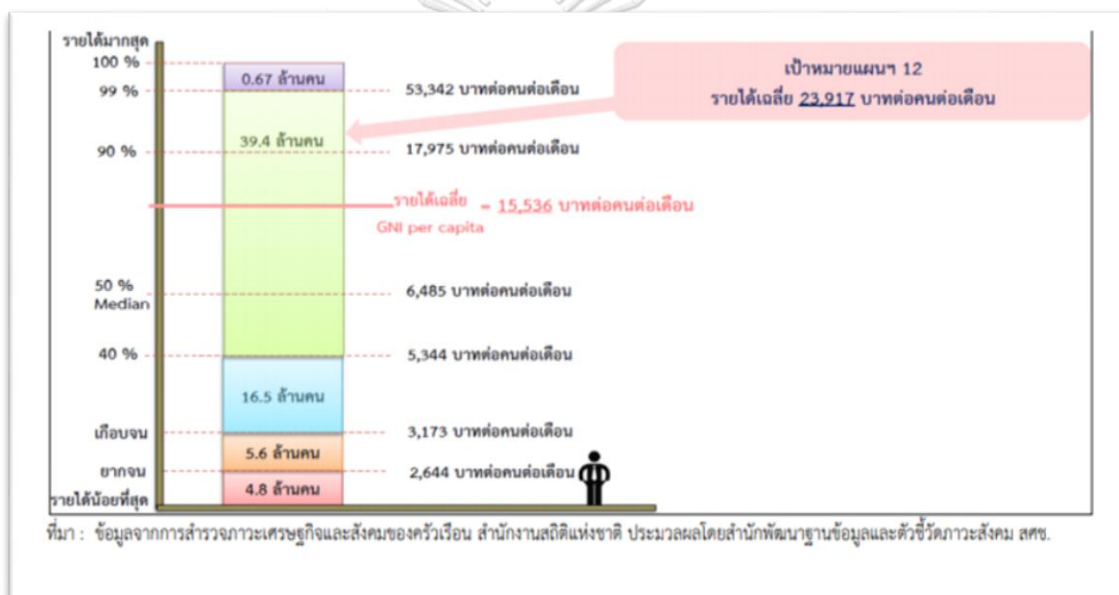 รายได้มากสุด
100 %
0.67 ล้านคน
99 %
53,342 บาทต่อคนต่อเดือน
เป้าหมายแผนฯ 12
รายได้เฉลี่ย 23,917 บาทต่อคนต่อเดือน
39.4 ล้านคน
90 %
17,975 บาทต่อคนต่อเดือน
รายได้เฉลี่ย = 15,536 บาทต่อคนต่อเดือน
GNI per capita
50 %
Median
6,485 บาทต่อคนต่อเดือน
40 %
5,344 บาทต่อคนต่อเดือน
16.5 ล้านคน
เกือบจน
3,173 บาทต่อคนต่อเดือน
5.6 ล้านคน
ยากจน
2,644 บาทต่อคนต่อเดือน
4.8 ล้านคน
รายได้น้อยที่สุด
ที่มา : ข้อมูลจากการสำรวจภาวะเศรษฐกิจและสังคมของครัวเรือน สำนักงานสถิติแห่งชาติ ประมวลผลโดยสำนักพัฒนาฐานข้อมูลและตัวชี้วัดภาวะสังคม สศช.